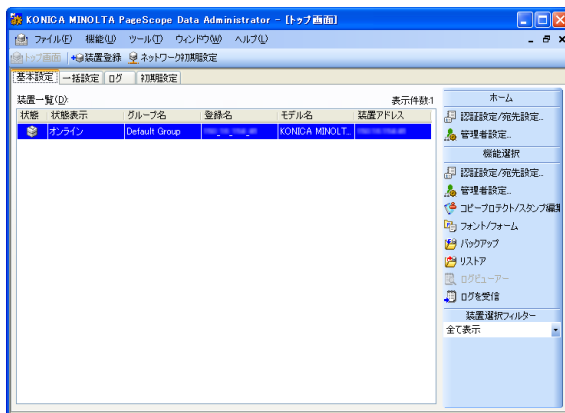 KONICA MINOLTA PageScope Data Administrator - [トップ画面]
ファイル(F) 機能(U) ツール(T) ウィンドウ(W) ヘルプ(L)
トップ画面 装置登録 ネットワーク初期設定
基本設定 一括設定 ログ 初期設定
装置一覧(D): 表示件数:1
状態 状態表示 グループ名 登録名 モデル名 装置アドレス
オンライン Default Group KONICA MINOLT...
ホーム
認証設定/宛先設定...
管理者設定...
機能選択
認証設定/宛先設定...
管理者設定...
コピープロテクト/スタンプ編集
フォント/フォーム
バックアップ
リストア
ログビューアー
ログを受信
装置選択フィルター
全て表示